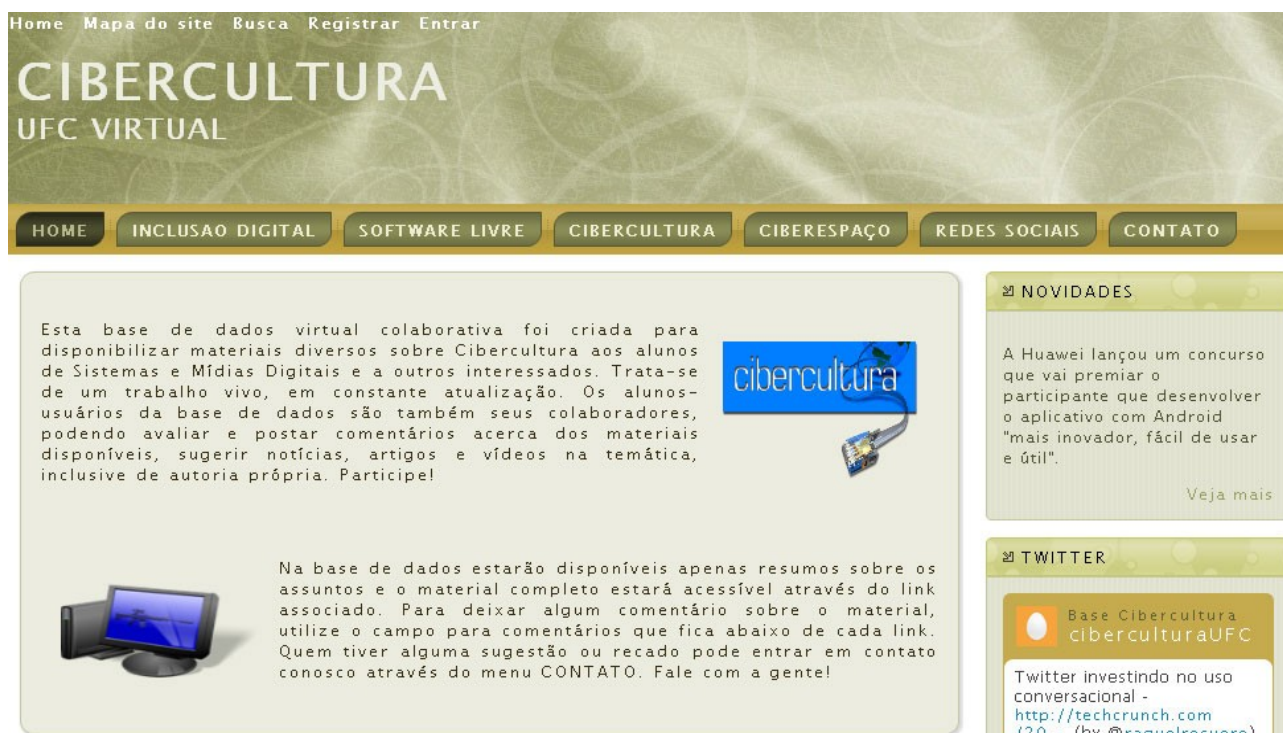 Home Mapa do site Busca Registrar Entrar
CIBERCULTURA
UFC VIRTUAL
HOME INCLUSAO DIGITAL SOFTWARE LIVRE CIBERCULTURA CIBERESPAÇO REDES SOCIAIS CONTATO
Esta base de dados virtual colaborativa foi criada para
disponibilizar materiais diversos sobre Cibercultura aos alunos
de Sistemas e Mídias Digitais e a outros interessados. Trata-se
de um trabalho vivo, em constante atualização. Os alunos-
usuários da base de dados são também seus colaboradores,
podendo avaliar e postar comentários acerca dos materiais
disponíveis, sugerir notícias, artigos e vídeos na temática,
inclusive de autoria própria. Participe!
cibercultura
Na base de dados estarão disponíveis apenas resumos sobre os
assuntos e o material completo estará acessível através do link
associado. Para deixar algum comentário sobre o material,
utilize o campo para comentários que fica abaixo de cada link.
Quem tiver alguma sugestão ou recado pode entrar em contato
conosco através do menu CONTATO. Fale com a gente!
NOVIDADES
A Huawei lançou um concurso
que vai premiar o
participante que desenvolver
o aplicativo com Android
"mais inovador, fácil de usar
e útil".
Veja mais
TWITTER
Base Cibercultura
ciberculturaUFC
Twitter investindo no uso
conversacional -
http://techcrunch.com
/20... (by @raquelrecuero)